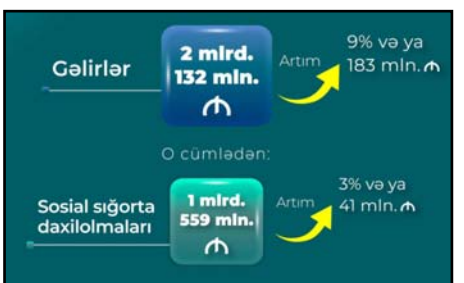 Gəlirlər
2 mlrd.
132 mln.
₼
Artım
9% və ya
183 mln.₼
O cümlədən:
Sosial sığorta
daxilolmaları
1 mlrd.
559 mln.
₼
Artım
3% və ya
41 mln.₼